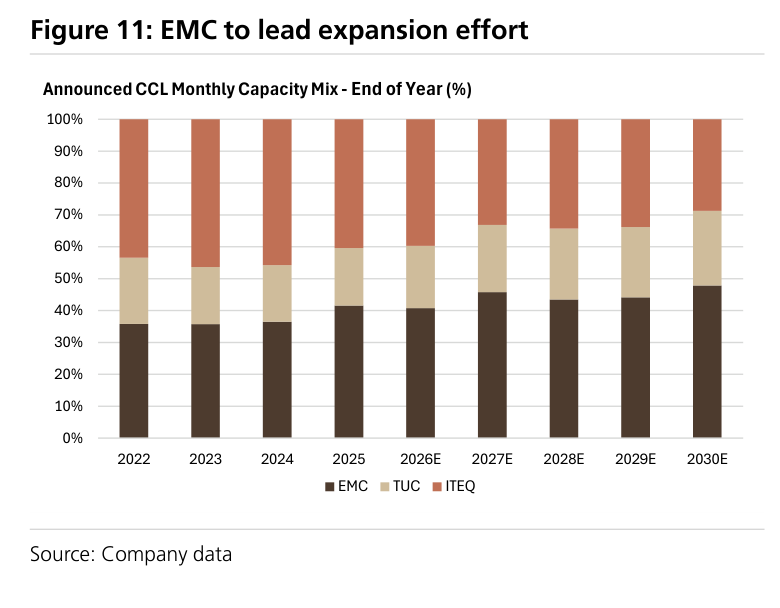 Figure 11: EMC to lead expansion effort
Announced CCL Monthly Capacity Mix - End of Year (%)
100%
90%
80%
70%
60%
50%
40%
30%
20%
10%
0%
2022 2023 2024 2025 2026E 2027E 2028E 2029E 2030E
EMC TUC ITEQ
Source: Company data